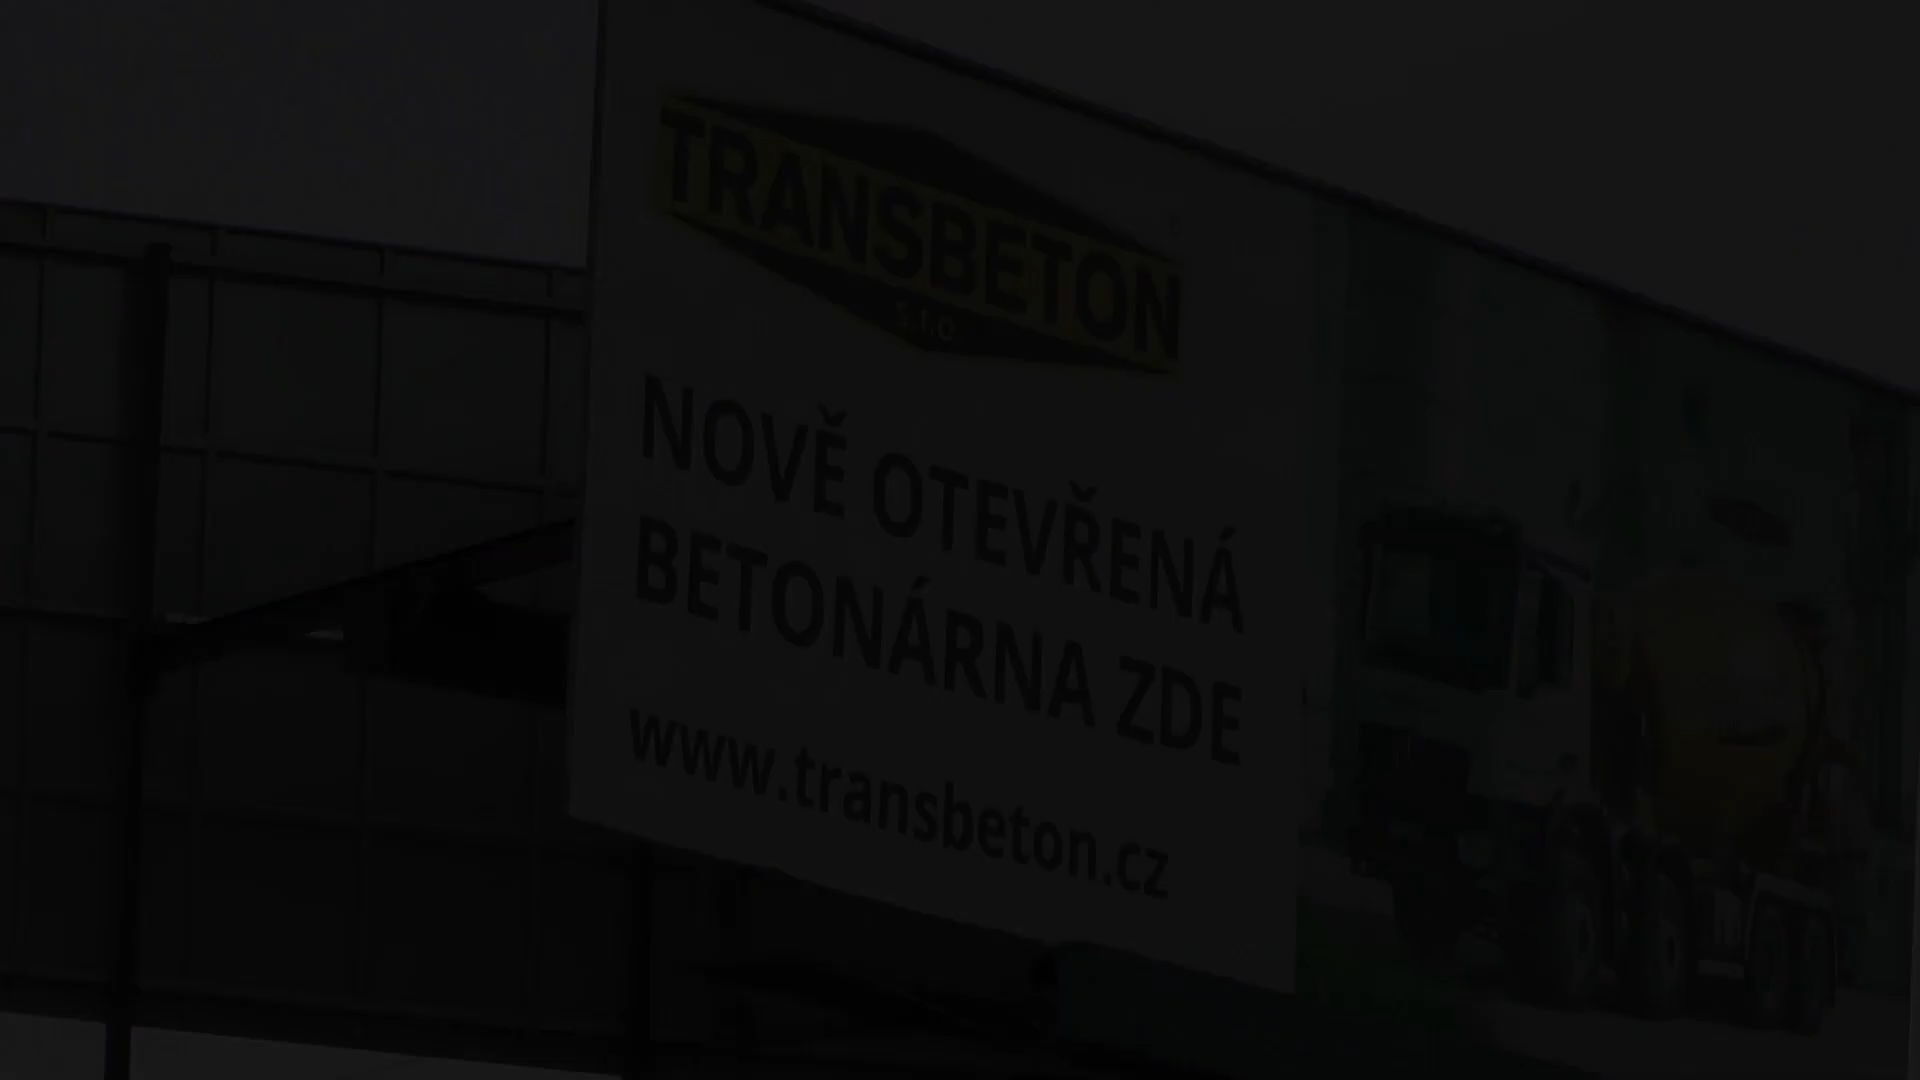 TRANSBETON
s.r.o.
NOVĚ OTEVŘENÁ
BETONÁRNA ZDE
www.transbeton.cz